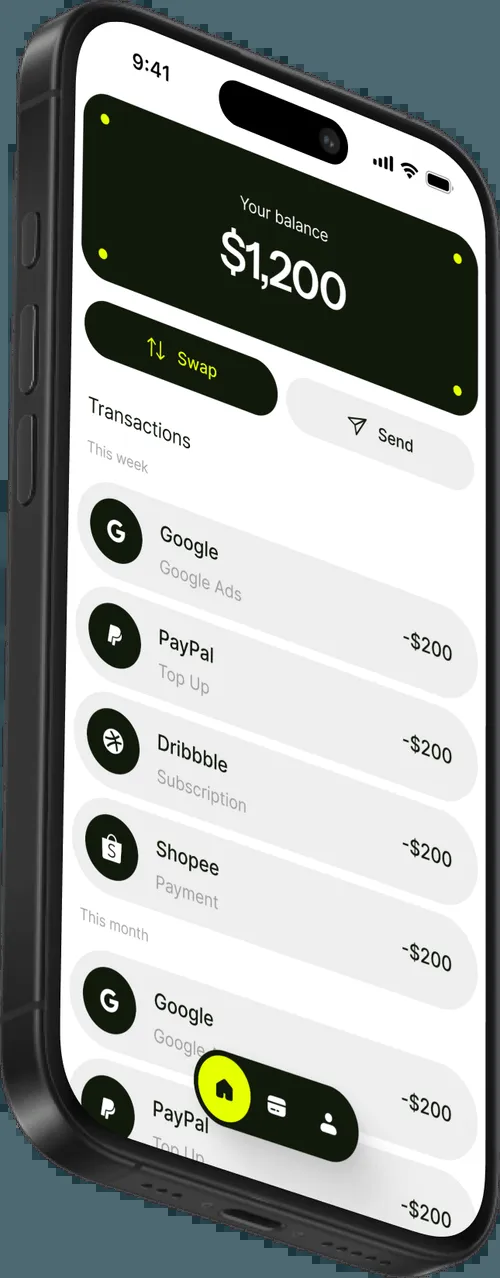 9:41
Your balance
$1,200
Swap
Send
Transactions
This week
Google
Google Ads
-$200
PayPal
Top Up
-$200
Dribbble
Subscription
-$200
Shopee
Payment
-$200
This month
Google
Google
-$200
PayPal
Top Up
-$200